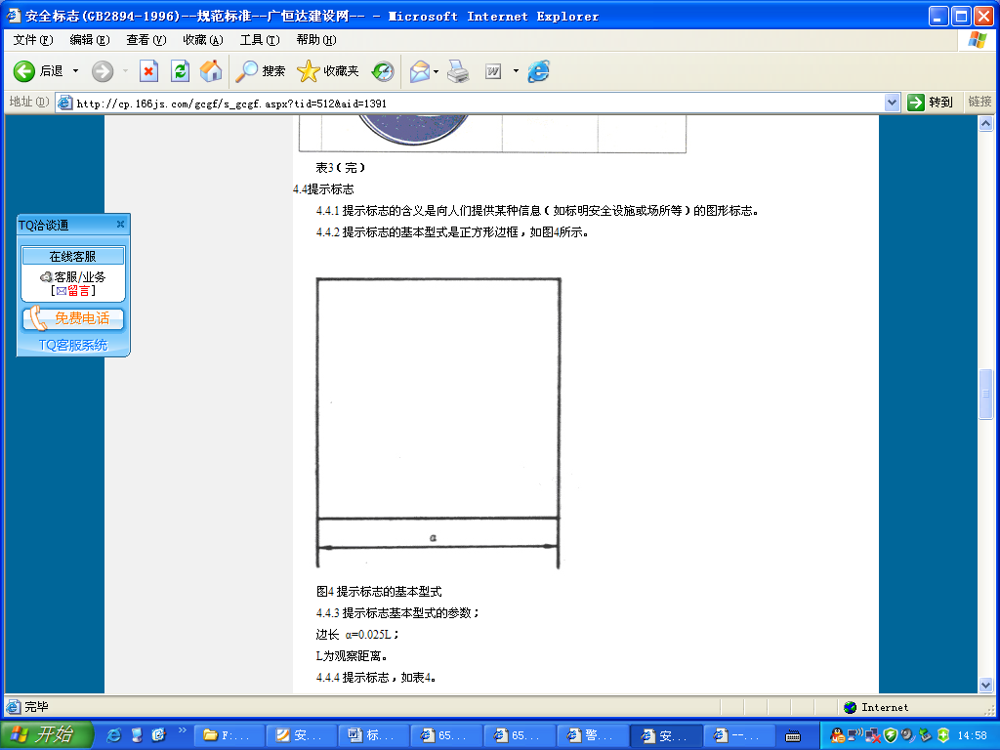 安全标志(GB2894-1996)--规范标准--广恒达建设网-- - Microsoft Internet Explorer
文件(F) 编辑(E) 查看(V) 收藏(A) 工具(T) 帮助(H)
后退 搜索 收藏夹
地址(D) http://cp.166js.com/gcgf/s_gcgf.aspx?tid=512&aid=1391 转到 链接
表3（完）
4.4提示标志
4.4.1 提示标志的含义是向人们提供某种信息（如标明安全设施或场所等）的图形标志。
4.4.2 提示标志的基本型式是正方形边框，如图4所示。
TQ洽谈通
在线客服
客服/业务
[留言]
免费电话
TQ客服系统
α
图4 提示标志的基本型式
4.4.3 提示标志基本型式的参数；
边长 α=0.025L；
L为观察距离。
4.4.4 提示标志，如表4。
完毕 Internet
开始 F:... 安... 标... 65... 65... 警... 安... --... 14:58